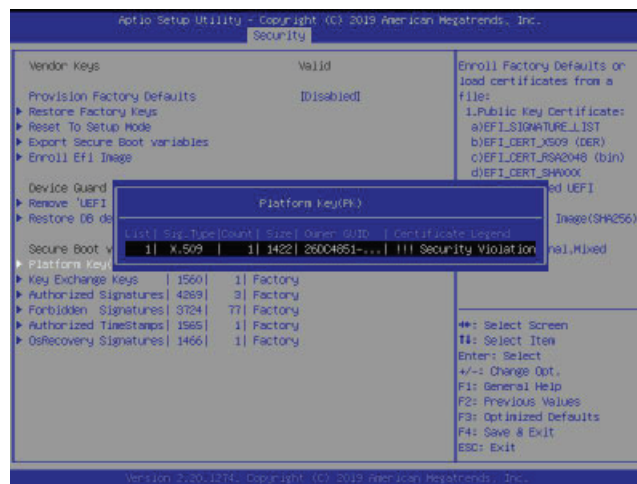 Aptio Setup Utility - Copyright (C) 2019 American Megatrends, Inc.
Security
Vendor Keys Valid
Provision Factory Defaults [Disabled]
Restore Factory Keys
Reset To Setup Mode
Export Secure Boot variables
Enroll Efi Image
Device Guard
Remove 'UEFI
Restore DB de
Secure Boot v
Platform Key(
Key Exchange Keys | 1560| 1| Factory
Authorized Signatures| 4269| 3| Factory
Forbidden Signatures| 3724| 77| Factory
Authorized TimeStamps| 1565| 1| Factory
OsRecovery Signatures| 1466| 1| Factory
Platform Key(PK)
List| Sig.Type|Count| Size| Owner GUID | Certificate Legend
1| X.509 | 1| 1422| 26DC4851-...| !!! Security Violation
Enroll Factory Defaults or
load certificates from a
file:
1.Public Key Certificate:
a)EFI_SIGNATURE_LIST
b)EFI_CERT_X509 (DER)
c)EFI_CERT_RSA2048 (bin)
d)EFI_CERT_SHAXXX
ed UEFI
Image(SHA256)
nal,Mixed
: Select Screen
: Select Item
Enter: Select
+/-: Change Opt.
F1: General Help
F2: Previous Values
F3: Optimized Defaults
F4: Save & Exit
ESC: Exit
Version 2.20.1274. Copyright (C) 2019 American Megatrends, Inc.